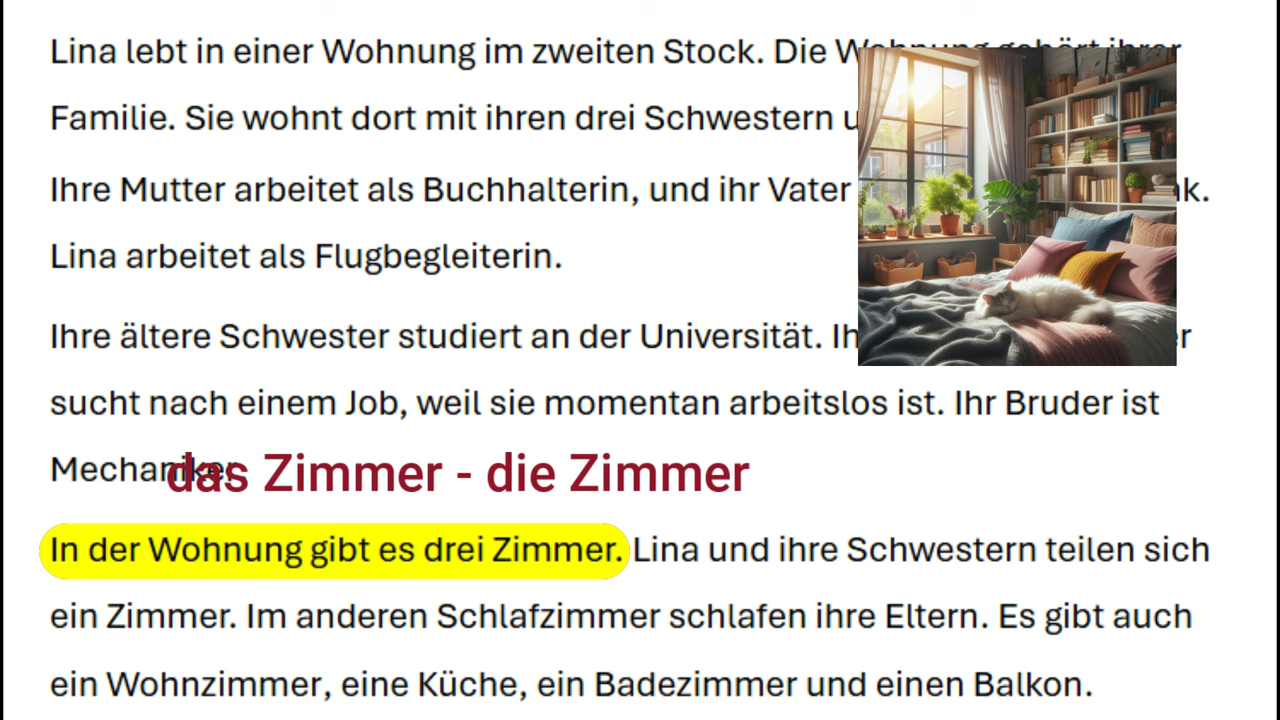 Lina lebt in einer Wohnung im zweiten Stock. Die Wohnung gehört ihrer
Familie. Sie wohnt dort mit ihren drei Schwestern
Ihre Mutter arbeitet als Buchhalterin, und ihr Vater
Lina arbeitet als Flugbegleiterin.
Ihre ältere Schwester studiert an der Universität.
sucht nach einem Job, weil sie momentan arbeitslos ist. Ihr Bruder ist
Mechaniker.
das Zimmer - die Zimmer
In der Wohnung gibt es drei Zimmer. Lina und ihre Schwestern teilen sich
ein Zimmer. Im anderen Schlafzimmer schlafen ihre Eltern. Es gibt auch
ein Wohnzimmer, eine Küche, ein Badezimmer und einen Balkon.